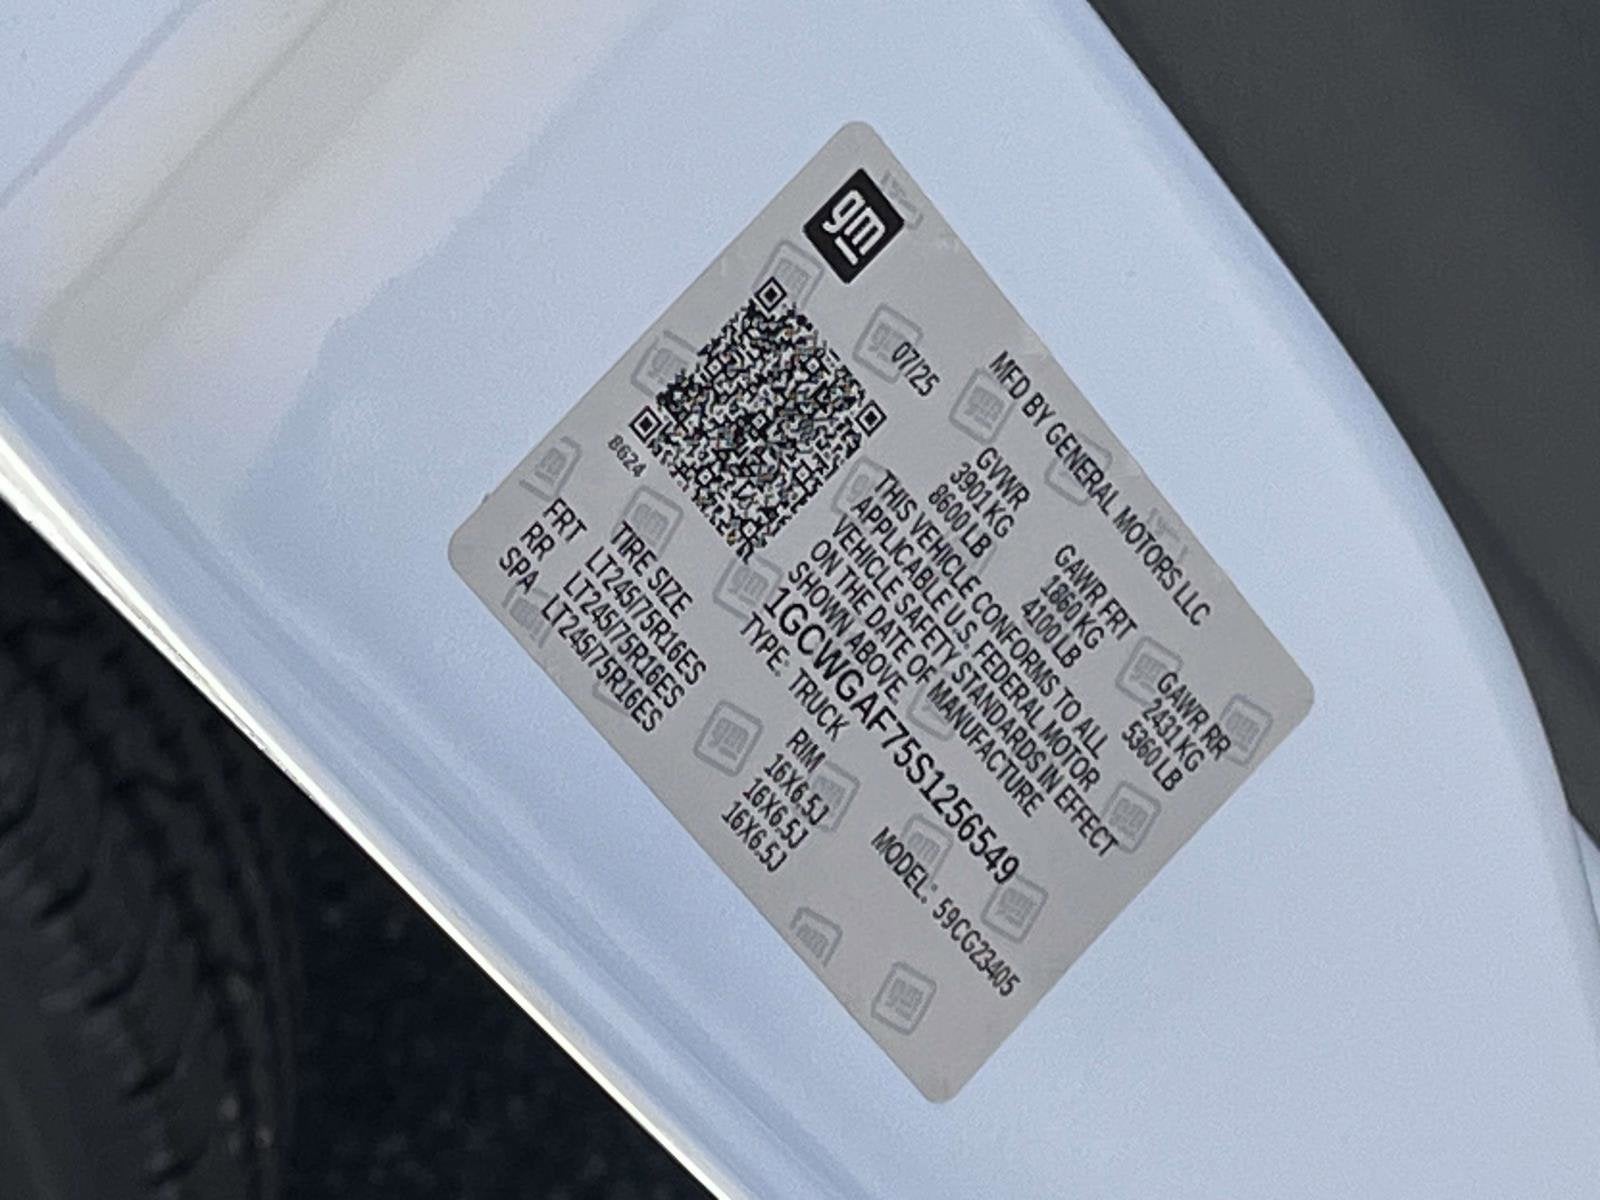 gm
MFD BY GENERAL MOTORS LLC
07/25
GVWR GAWR FRT GAWR RR
3901 KG 1860 KG 2431 KG
8600 LB 4100 LB 5360 LB
THIS VEHICLE CONFORMS TO ALL
APPLICABLE U.S. FEDERAL MOTOR
VEHICLE SAFETY STANDARDS IN EFFECT
ON THE DATE OF MANUFACTURE
SHOWN ABOVE.
1GCWGAF75S1256549
TYPE: TRUCK MODEL: 59CG23405
8624
TIRE SIZE RIM
FRT LT245/75R16ES 16X6.5J
RR LT245/75R16ES 16X6.5J
SPA LT245/75R16ES 16X6.5J